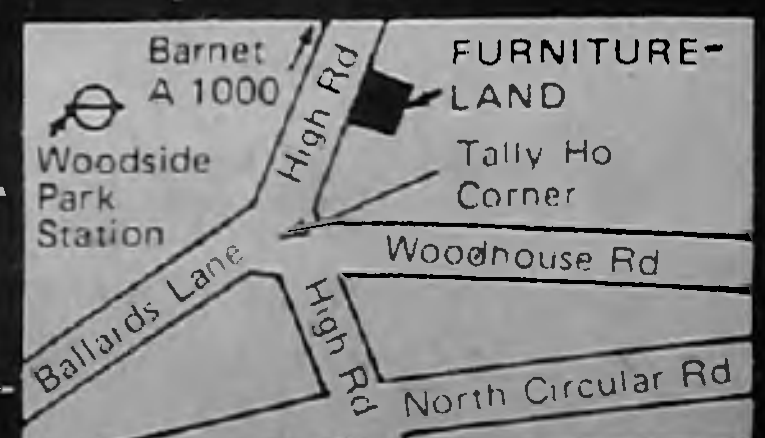 Barnet
A 1000
High Rd
FURNITURE-
LAND
Woodside
Park
Station
Tally Ho
Corner
Ballards Lane
Woodhouse Rd
High Rd
North Circular Rd